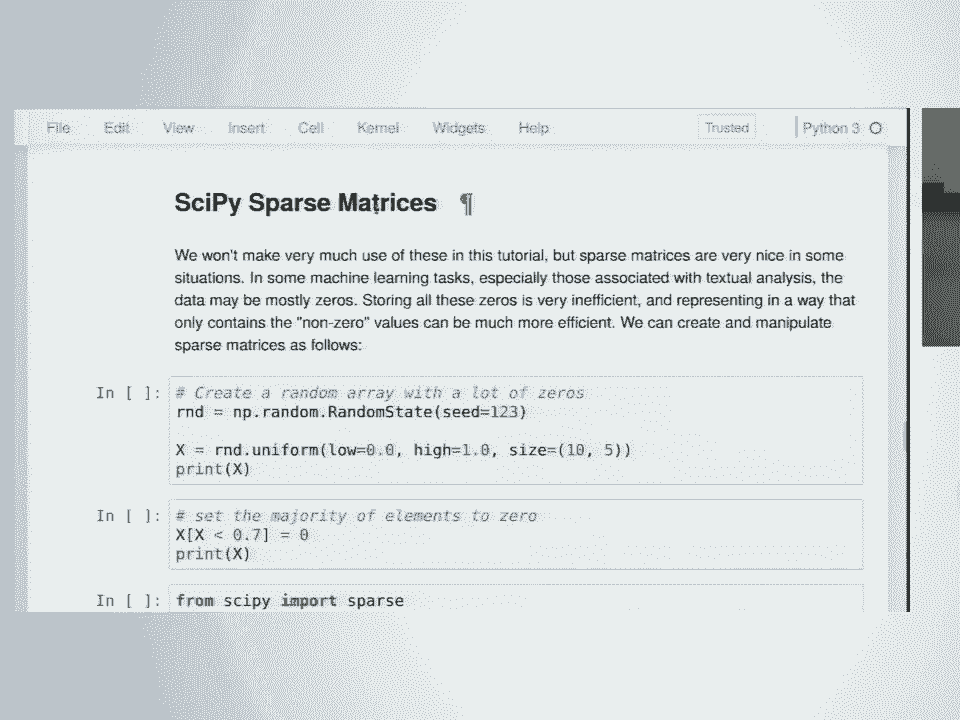 File Edit View Insert Cell Kernel Widgets Help Trusted Python 3
SciPy Sparse Matrices ¶
We won't make very much use of these in this tutorial, but sparse matrices are very nice in some
situations. In some machine learning tasks, especially those associated with textual analysis, the
data may be mostly zeros. Storing all these zeros is very inefficient, and representing in a way that
only contains the "non-zero" values can be much more efficient. We can create and manipulate
sparse matrices as follows:
In [ ]: # Create a random array with a lot of zeros
rnd = np.random.RandomState(seed=123)
X = rnd.uniform(low=0.0, high=1.0, size=(10, 5))
print(X)
In [ ]: # set the majority of elements to zero
X[X < 0.7] = 0
print(X)
In [ ]: from scipy import sparse